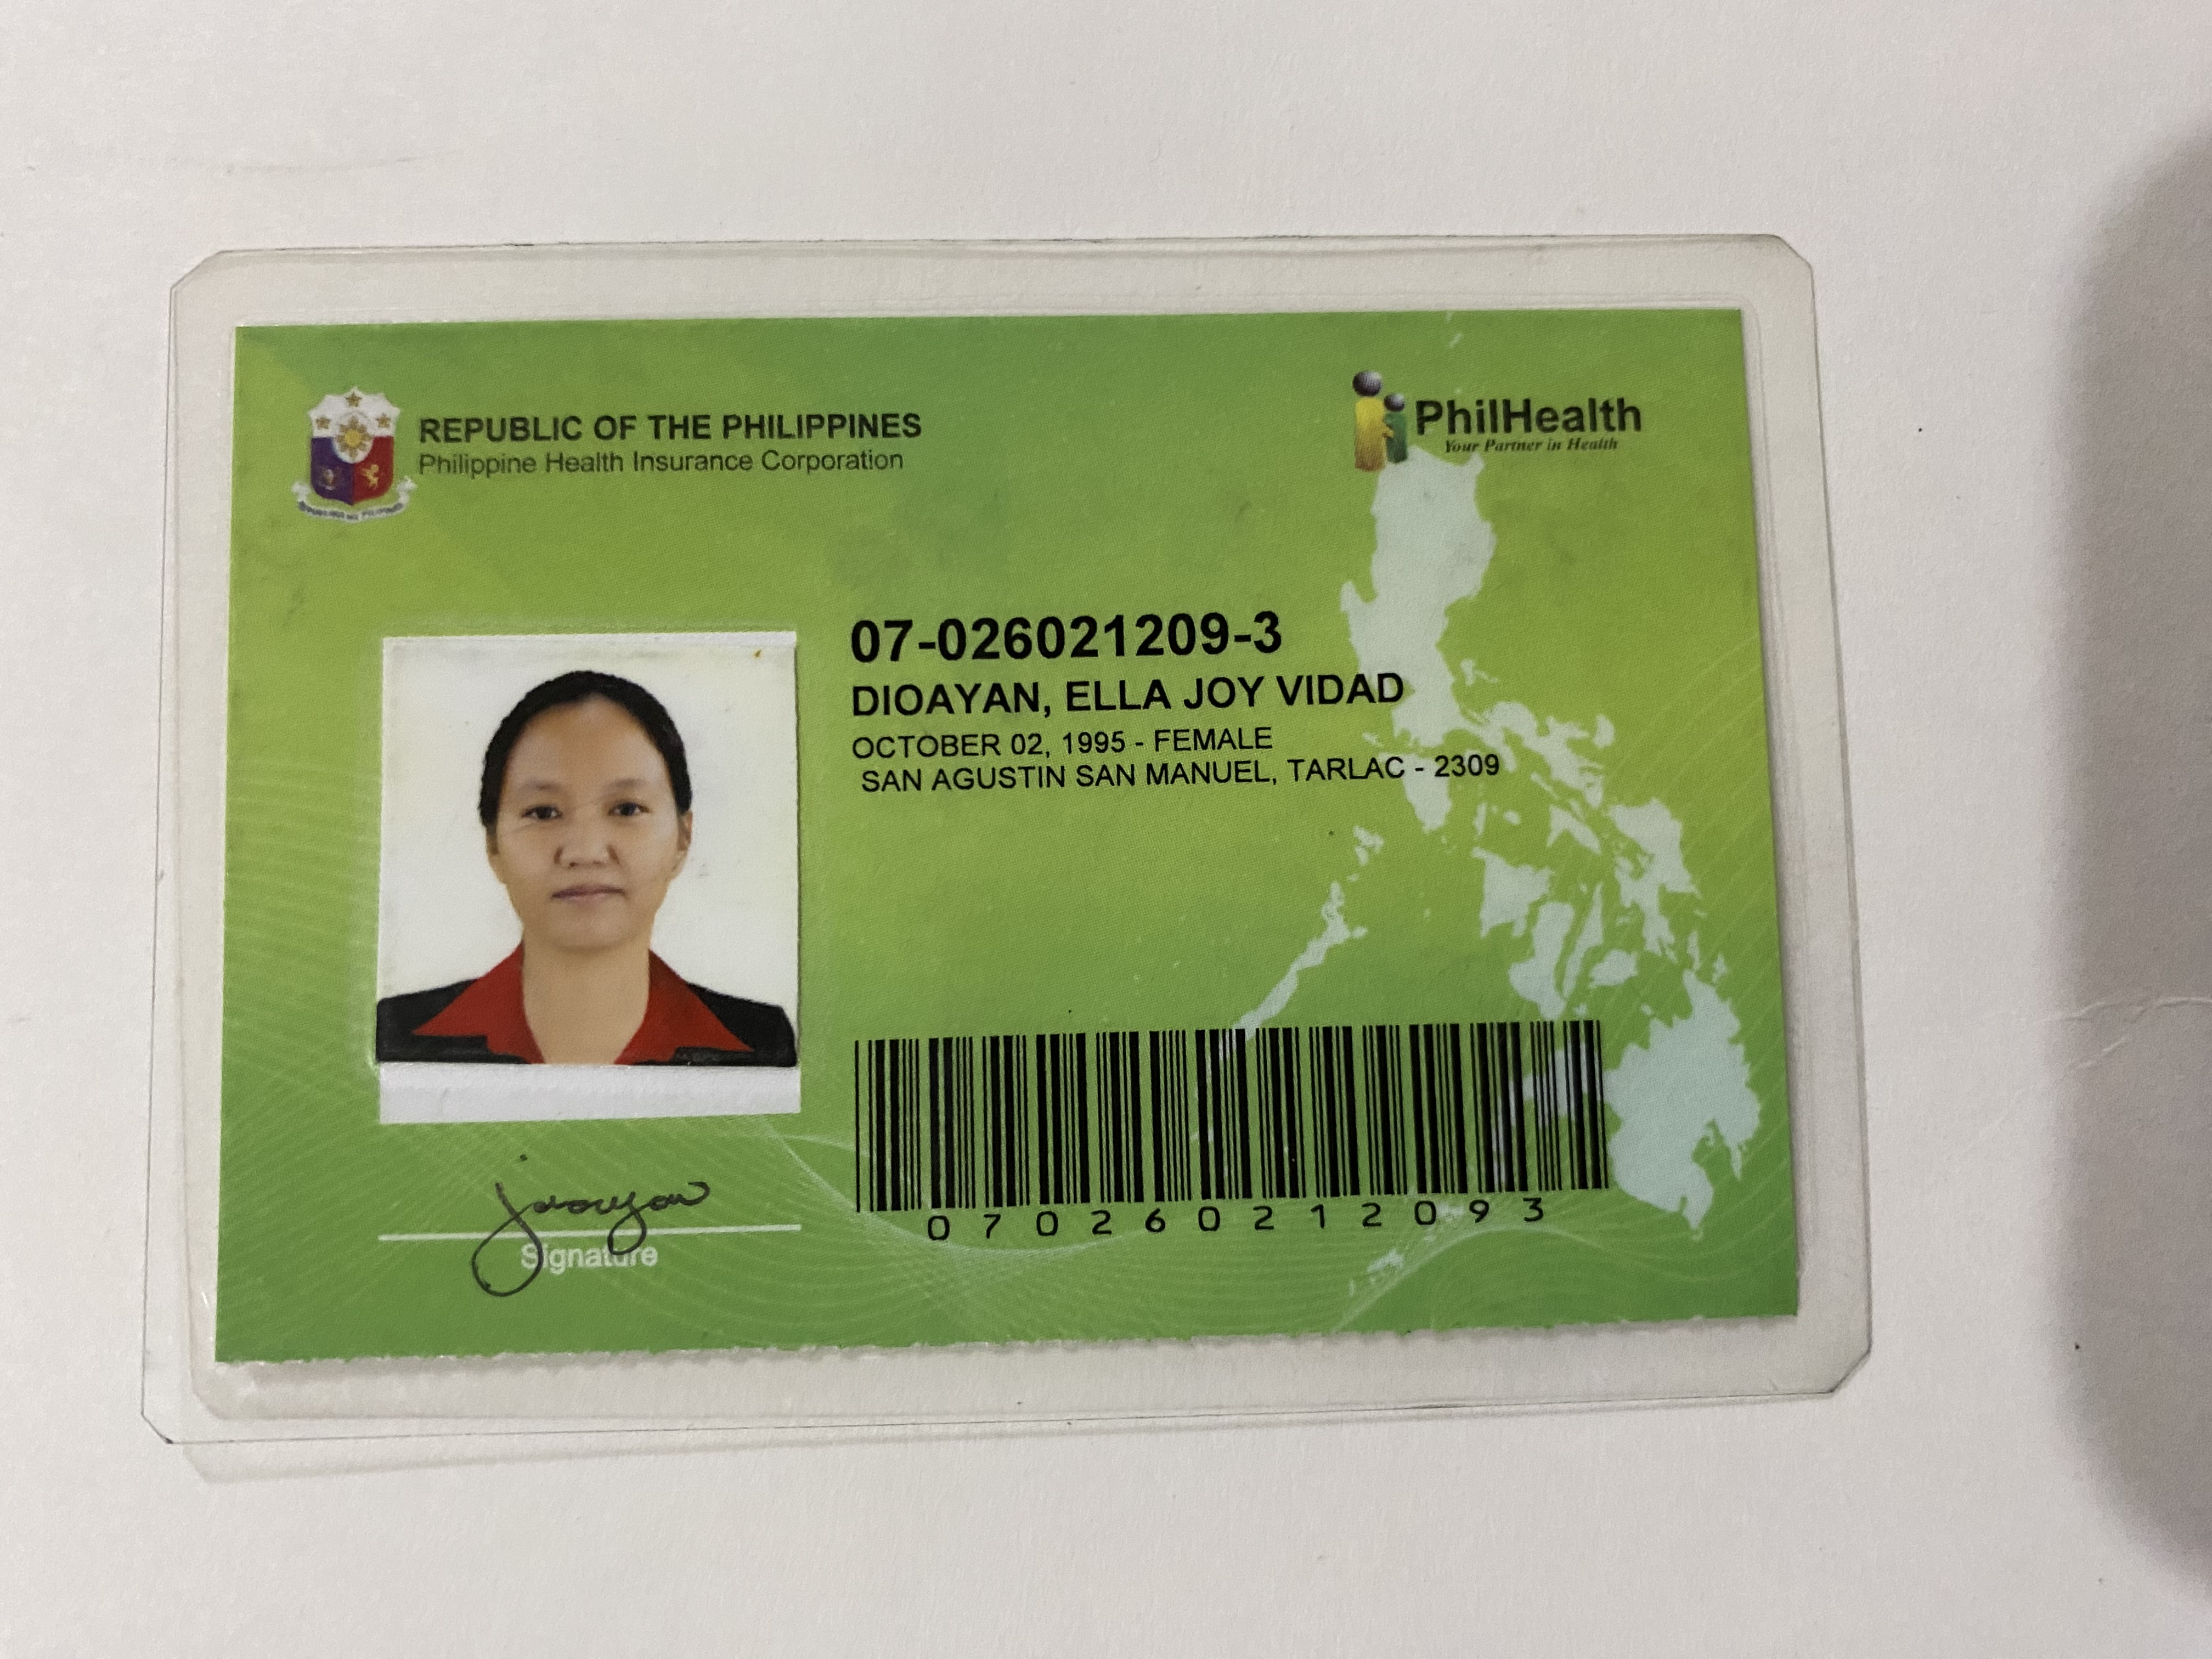 REPUBLIC OF THE PHILIPPINES
Philippine Health Insurance Corporation
PhilHealth
Your Partner in Health
07-026021209-3
DIOAYAN, ELLA JOY VIDAD
OCTOBER 02, 1995 - FEMALE
SAN AGUSTIN SAN MANUEL, TARLAC - 2309
070260212093
Signature